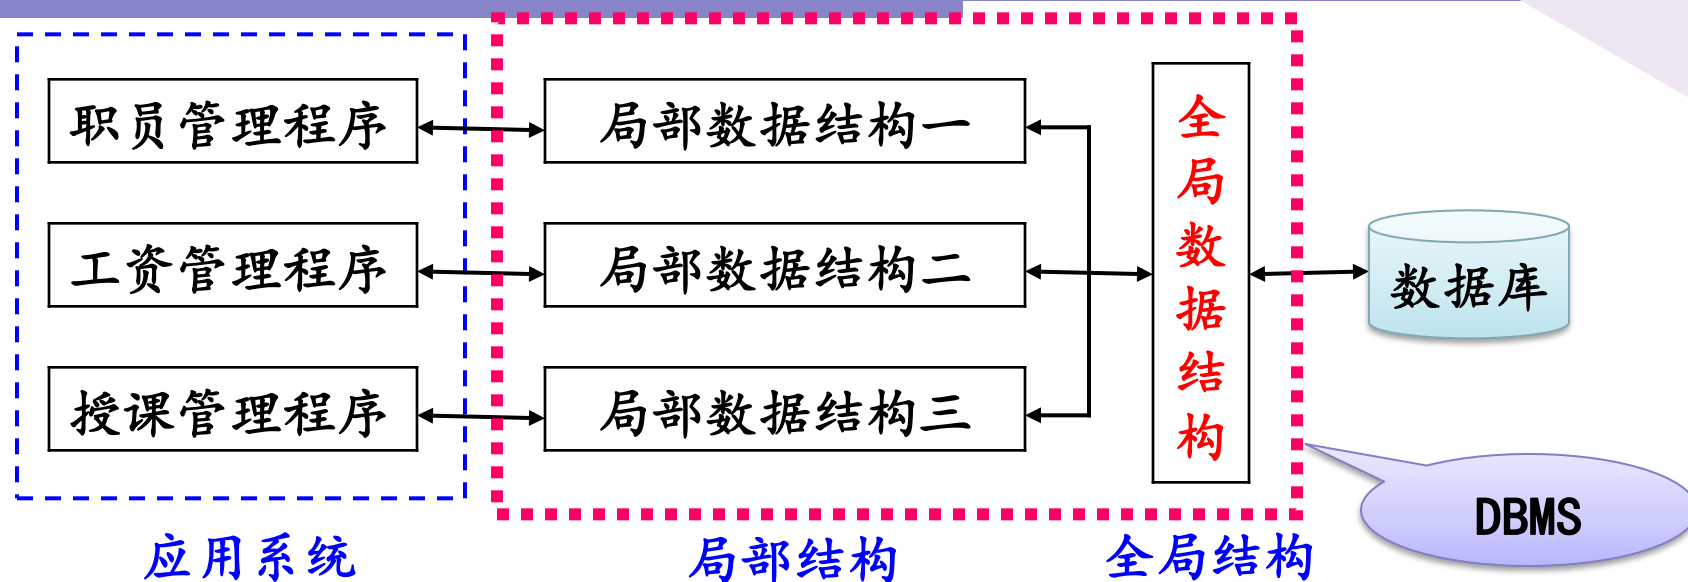 职员管理程序
局部数据结构一
工资管理程序
局部数据结构二
授课管理程序
局部数据结构三
全局数据结构
数据库
DBMS
应用系统
局部结构
全局结构